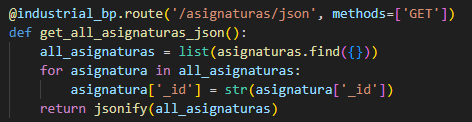 @industrial_bp.route('/asignaturas/json', methods=['GET'])
def get_all_asignaturas_json():
    all_asignaturas = list(asignaturas.find({}))
    for asignatura in all_asignaturas:
        asignatura['_id'] = str(asignatura['_id'])
    return jsonify(all_asignaturas)